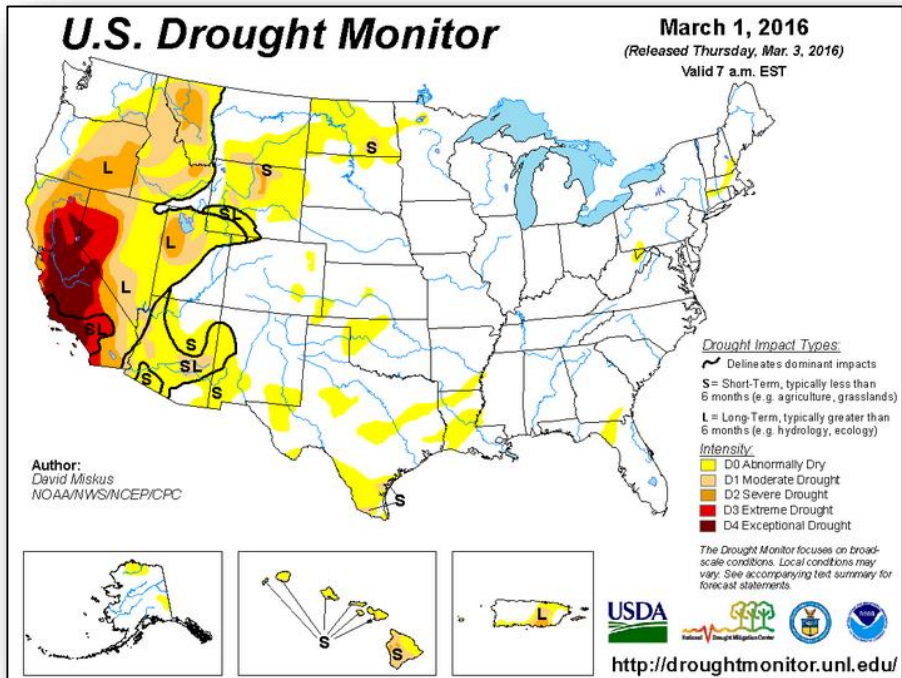 U.S. Drought Monitor
March 1, 2016
(Released Thursday, Mar. 3, 2016)
Valid 7 a.m. EST
L
S
S
SL
L
L
SL
S
SL
S
S
S
Drought Impact Types:
Delineates dominant impacts
S = Short-Term, typically less than
6 months (e.g. agriculture, grasslands)
L = Long-Term, typically greater than
6 months (e.g. hydrology, ecology)
Intensity:
D0 Abnormally Dry
D1 Moderate Drought
D2 Severe Drought
D3 Extreme Drought
D4 Exceptional Drought
Author:
David Miskus
NOAA/NWS/NCEP/CPC
The Drought Monitor focuses on broad-
scale conditions. Local conditions may
vary. See accompanying text summary for
forecast statements.
S
S
L
USDA
National Drought Mitigation Center
http://droughtmonitor.unl.edu/